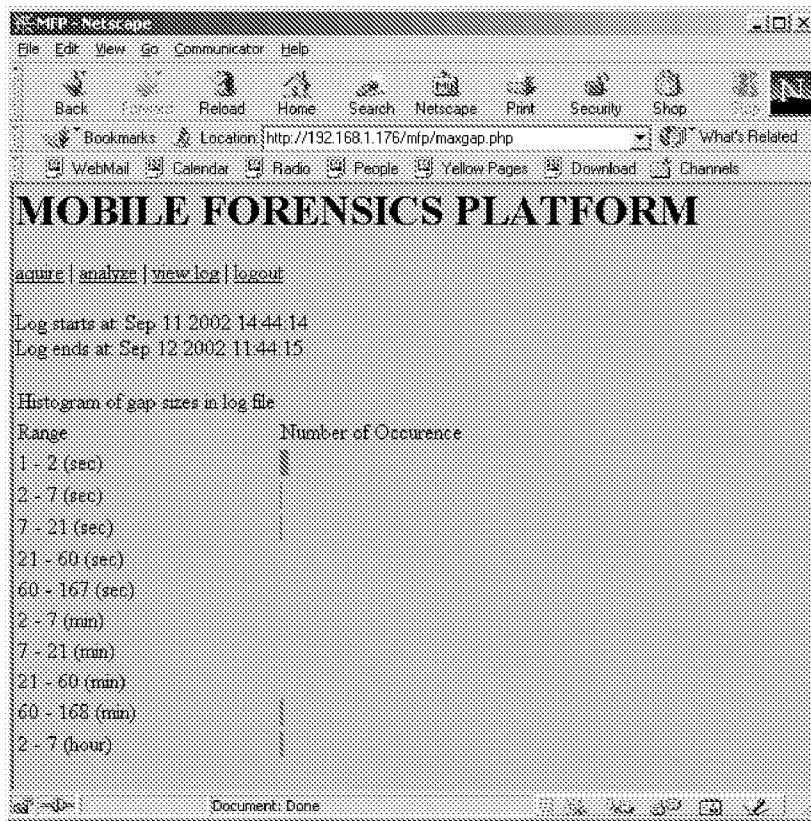 MFP - Netscape
File Edit View Go Communicator Help
Back Forward Reload Home Search Netscape Print Security Shop Stop
Bookmarks Location: http://192.168.1.176/mfp/maxgap.php What's Related
WebMail Calendar Radio People Yellow Pages Download Channels
MOBILE FORENSICS PLATFORM
aquire | analyze | view log | logout
Log starts at: Sep 11 2002 14:44:14
Log ends at: Sep 12 2002 11:44:15
Histogram of gap sizes in log file
Range Number of Occurence
1 - 2 (sec)
2 - 7 (sec)
7 - 21 (sec)
21 - 60 (sec)
60 - 167 (sec)
2 - 7 (min)
7 - 21 (min)
21 - 60 (min)
60 - 168 (min)
2 - 7 (hour)
Document: Done